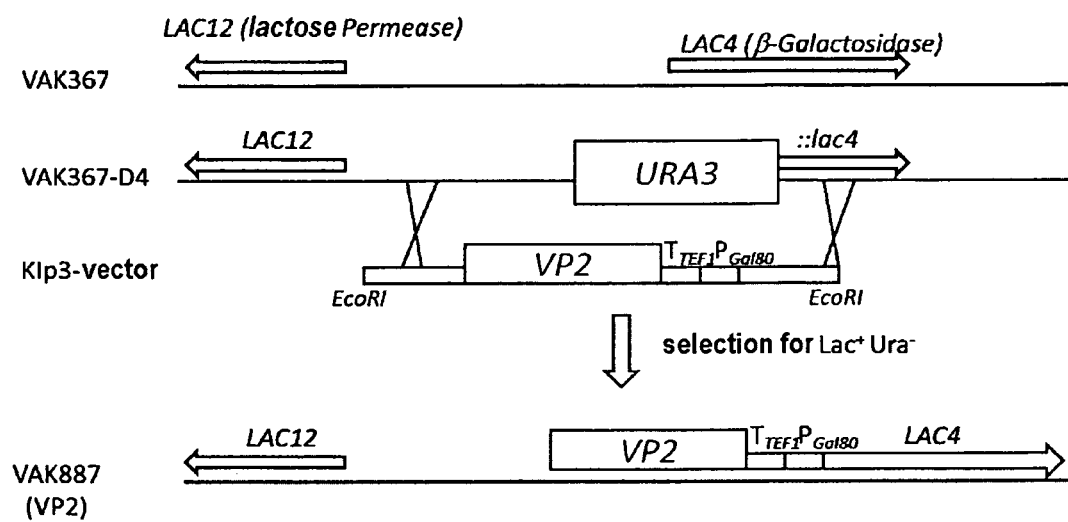 LAC12 (lactose Permease)
LAC4 (β-Galactosidase)
VAK367
LAC12
::lac4
VAK367-D4
URA3
Klp3-vector
VP2
TTEF1PGal80
EcoRI
EcoRI
selection for Lac+ Ura-
LAC12
VP2
TTEF1PGal80
LAC4
VAK887
(VP2)